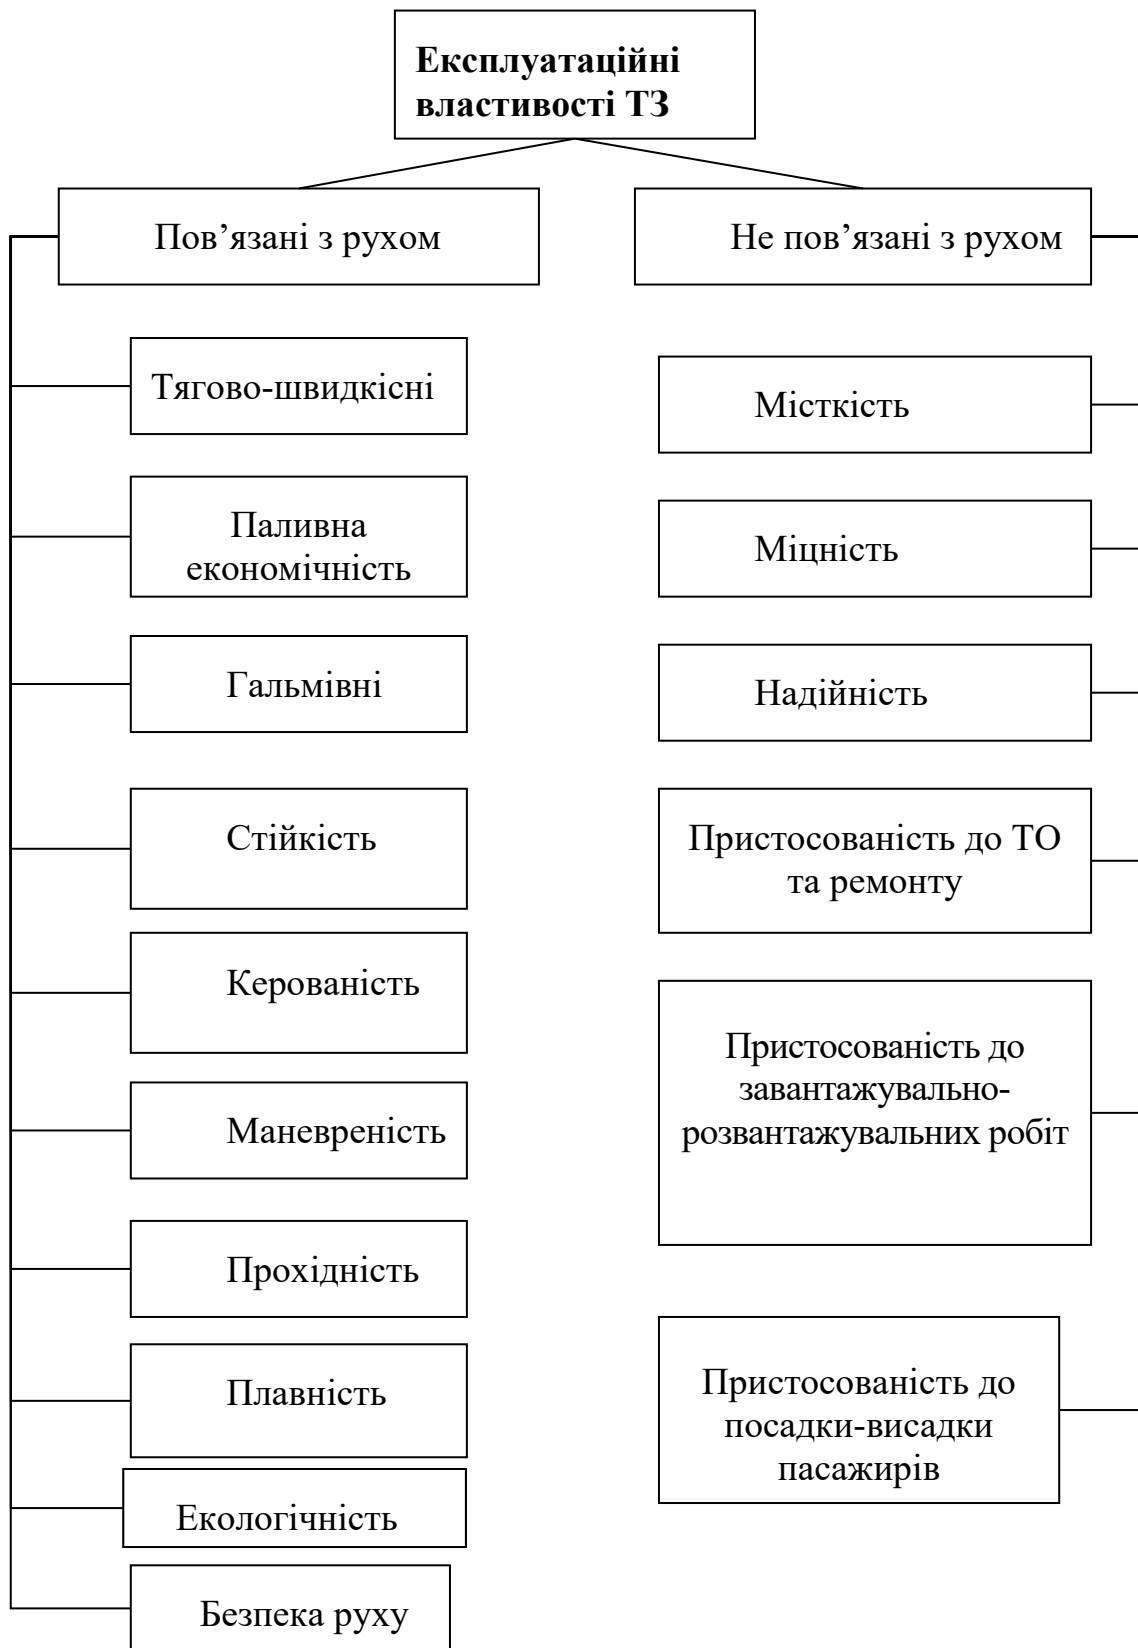 Експлуатаційні
властивості ТЗ
Пов’язані з рухом
Не пов’язані з рухом
Тягово-швидкісні
Паливна
економічність
Гальмівні
Стійкість
Керованість
Маневреність
Прохідність
Плавність
Екологічність
Безпека руху
Місткість
Міцність
Надійність
Пристосованість до ТО
та ремонту
Пристосованість до
завантажувально-
розвантажувальних робіт
Пристосованість до
посадки-висадки
пасажирів